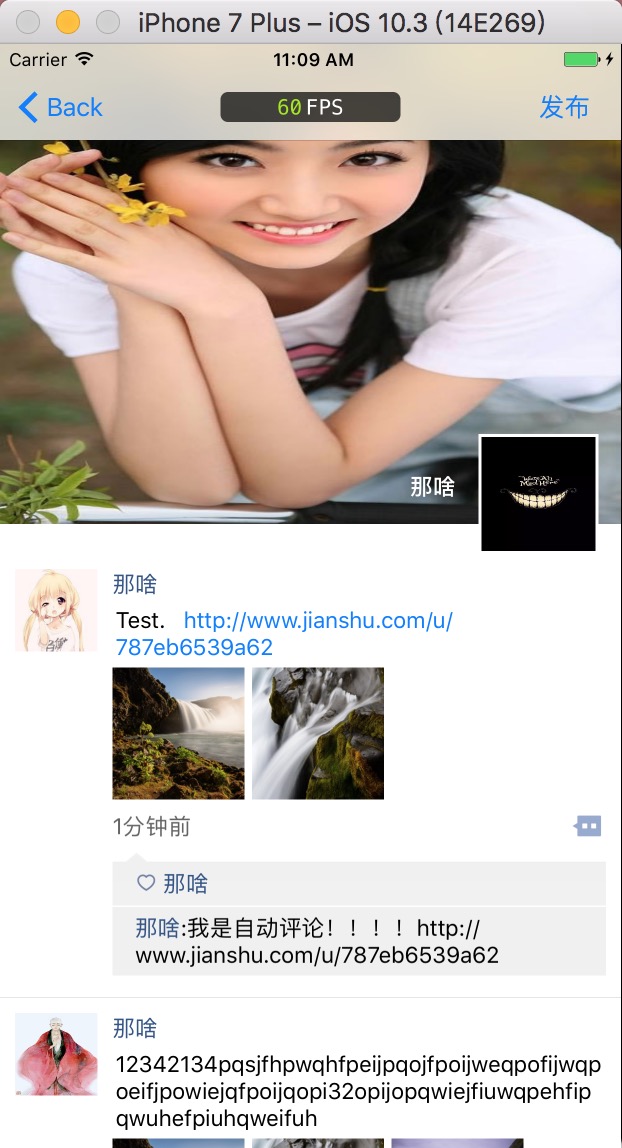 iPhone 7 Plus – iOS 10.3 (14E269)
Carrier 11:09 AM
Back 60 FPS 发布
那啥
那啥
Test. http://www.jianshu.com/u/
787eb6539a62
1分钟前
那啥
那啥:我是自动评论！！！！http://
www.jianshu.com/u/787eb6539a62
那啥
12342134pqsjfhpwqhfpeijpqojfpoijweqpofijwqp
oeifjpowiejqfpoijqopi32opijopqwiejfiuwqpehfip
qwuhefpiuhqweifuh